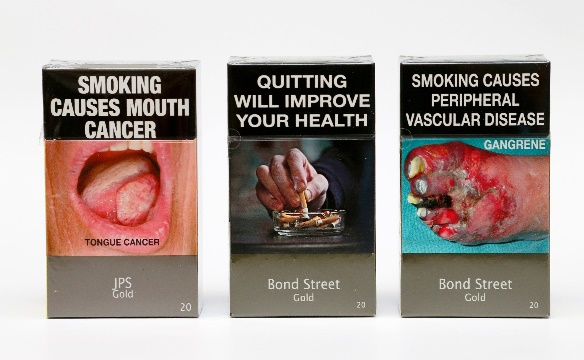 SMOKING
CAUSES MOUTH
CANCER
TONGUE CANCER
JPS
Gold
20
QUITTING
WILL IMPROVE
YOUR HEALTH
Bond Street
Gold
20
SMOKING CAUSES
PERIPHERAL
VASCULAR DISEASE
GANGRENE
Bond Street
Gold
20